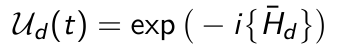 𝒰_d(t) = exp ( − i{H̄_d})